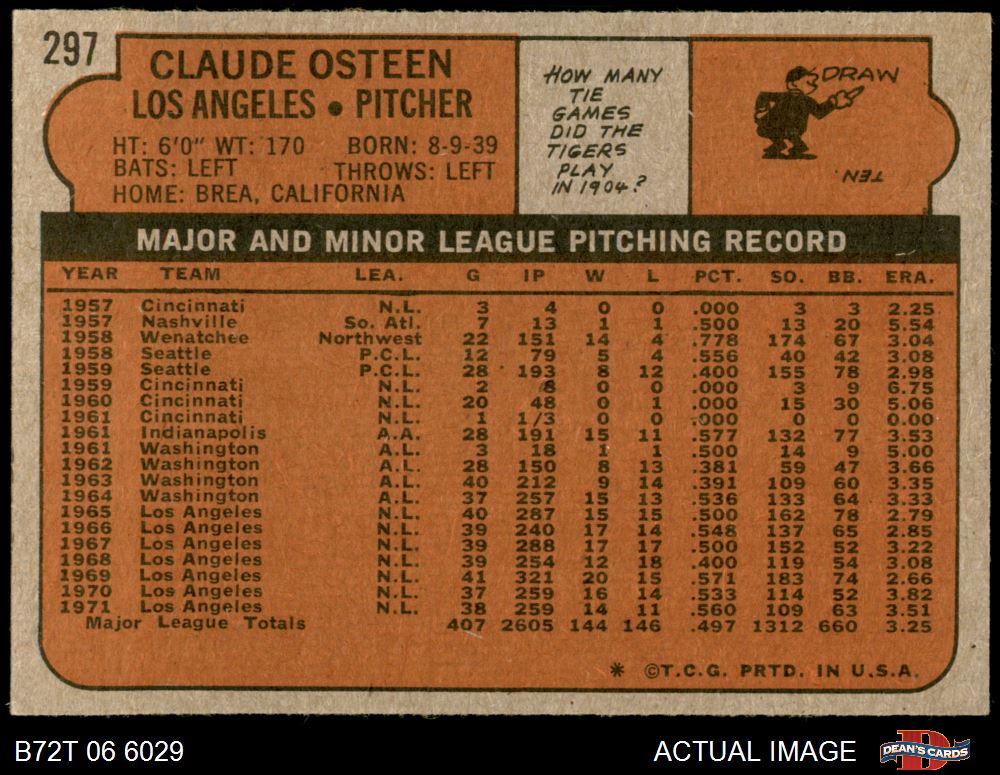 297
CLAUDE OSTEEN
LOS ANGELES • PITCHER
HT: 6'0" WT: 170 BORN: 8-9-39
BATS: LEFT THROWS: LEFT
HOME: BREA, CALIFORNIA
HOW MANY
TIE
GAMES
DID THE
TIGERS
PLAY
IN 1904?
DRAW
TEN
MAJOR AND MINOR LEAGUE PITCHING RECORD
YEAR TEAM LEA. G IP W L PCT. SO. BB. ERA.
1957 Cincinnati N.L. 3 4 0 0 .000 3 3 2.25
1957 Nashville So. Atl. 7 13 1 1 .500 13 20 5.54
1958 Wenatchee Northwest 22 151 14 4 .778 174 67 3.04
1958 Seattle P.C.L. 12 79 5 4 .556 40 42 3.08
1959 Seattle P.C.L. 28 193 8 12 .400 155 78 2.98
1959 Cincinnati N.L. 2 8 0 0 .000 3 9 6.75
1960 Cincinnati N.L. 20 48 0 1 .000 15 30 5.06
1961 Cincinnati N.L. 1 1/3 0 0 .000 0 0 0.00
1961 Indianapolis A.A. 28 191 15 11 .577 132 77 3.53
1961 Washington A.L. 3 18 1 1 .500 14 9 5.00
1962 Washington A.L. 28 150 8 13 .381 59 47 3.66
1963 Washington A.L. 40 212 9 14 .391 109 60 3.35
1964 Washington A.L. 37 257 15 13 .536 133 64 3.33
1965 Los Angeles N.L. 40 287 15 15 .500 162 78 2.79
1966 Los Angeles N.L. 39 240 17 14 .548 137 65 2.85
1967 Los Angeles N.L. 39 288 17 17 .500 152 52 3.22
1968 Los Angeles N.L. 39 254 12 18 .400 119 54 3.08
1969 Los Angeles N.L. 41 321 20 15 .571 183 74 2.66
1970 Los Angeles N.L. 37 259 16 14 .533 114 52 3.82
1971 Los Angeles N.L. 38 259 14 11 .560 109 63 3.51
Major League Totals 407 2605 144 146 .497 1312 660 3.25
* ©T.C.G. PRTD. IN U.S.A.
B72T 06 6029 ACTUAL IMAGE
DEAN'S CARDS